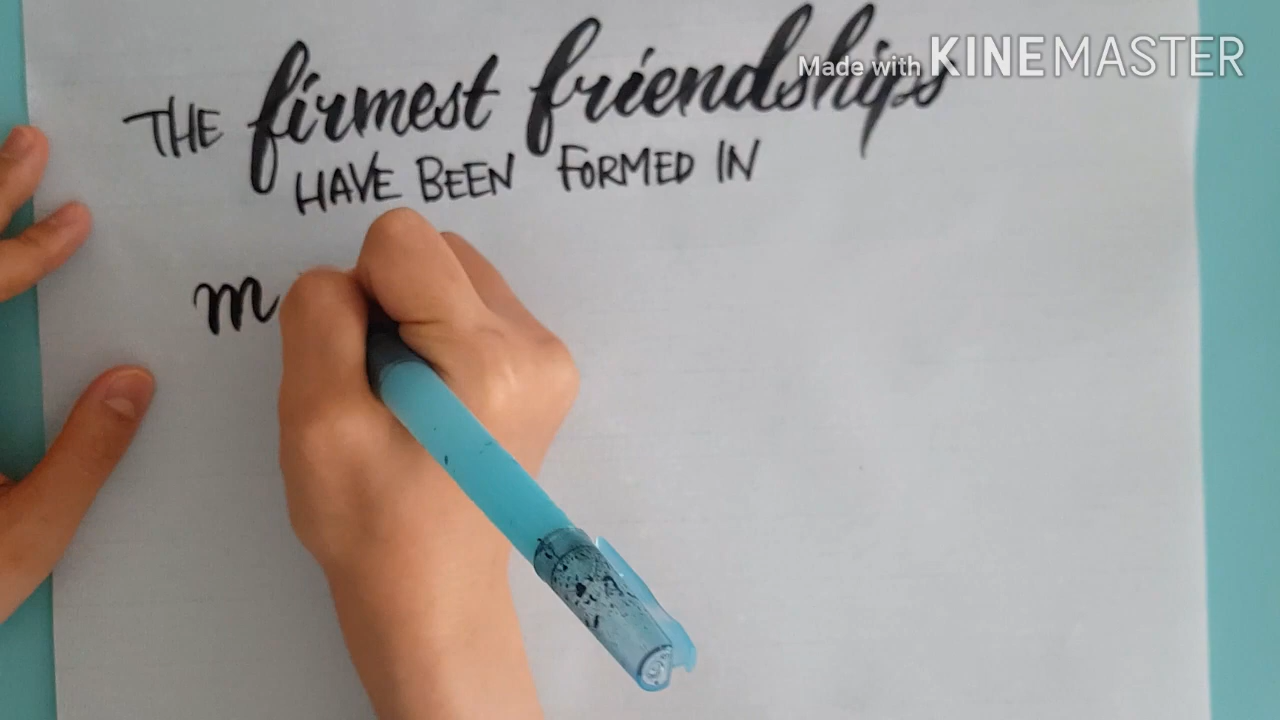 Made with KINEMASTER
THE firmest friendships
HAVE BEEN FORMED IN
m